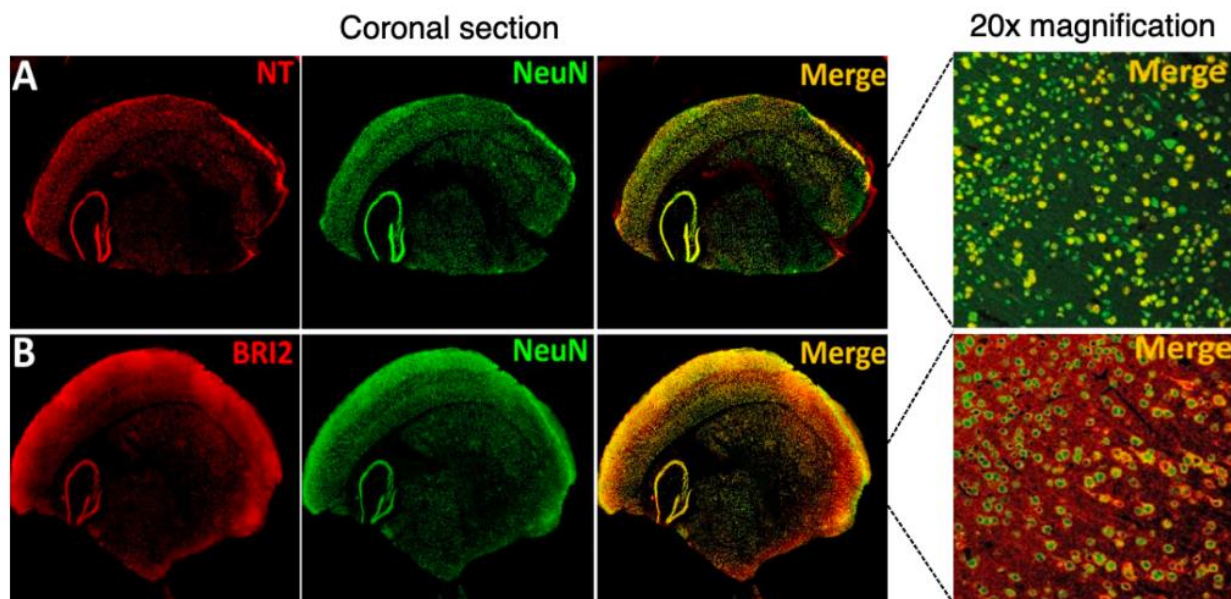 Coronal section
20x magnification
A NT NeuN Merge Merge
B BRI2 NeuN Merge Merge